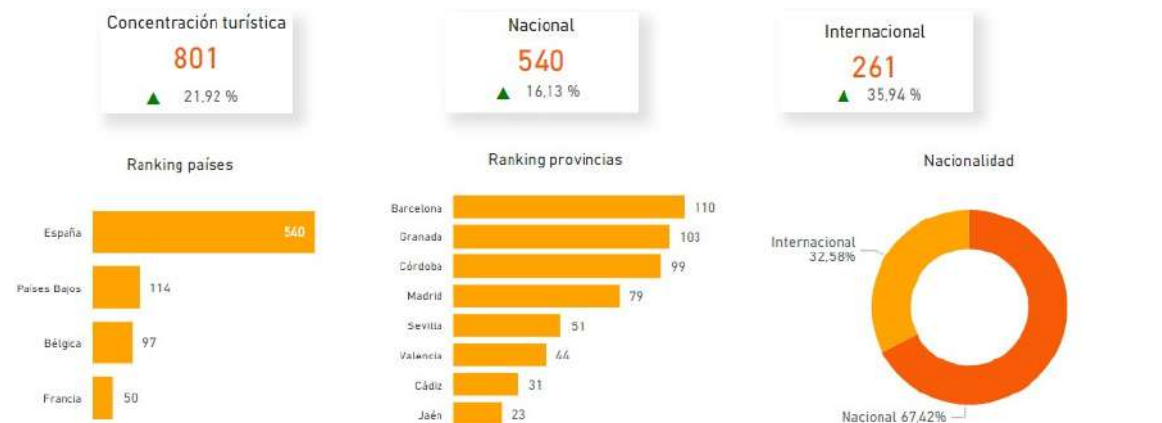 Concentración turística
801
▲ 21,92 %
Nacional
540
▲ 16,13 %
Internacional
261
▲ 35,94 %
Ranking países
España 540
Países Bajos 114
Bélgica 97
Francia 50
Ranking provincias
Barcelona 110
Granada 103
Córdoba 99
Madrid 79
Sevilla 51
Valencia 44
Cádiz 31
Jaén 23
Nacionalidad
Internacional
32,58%
Nacional 67,42%